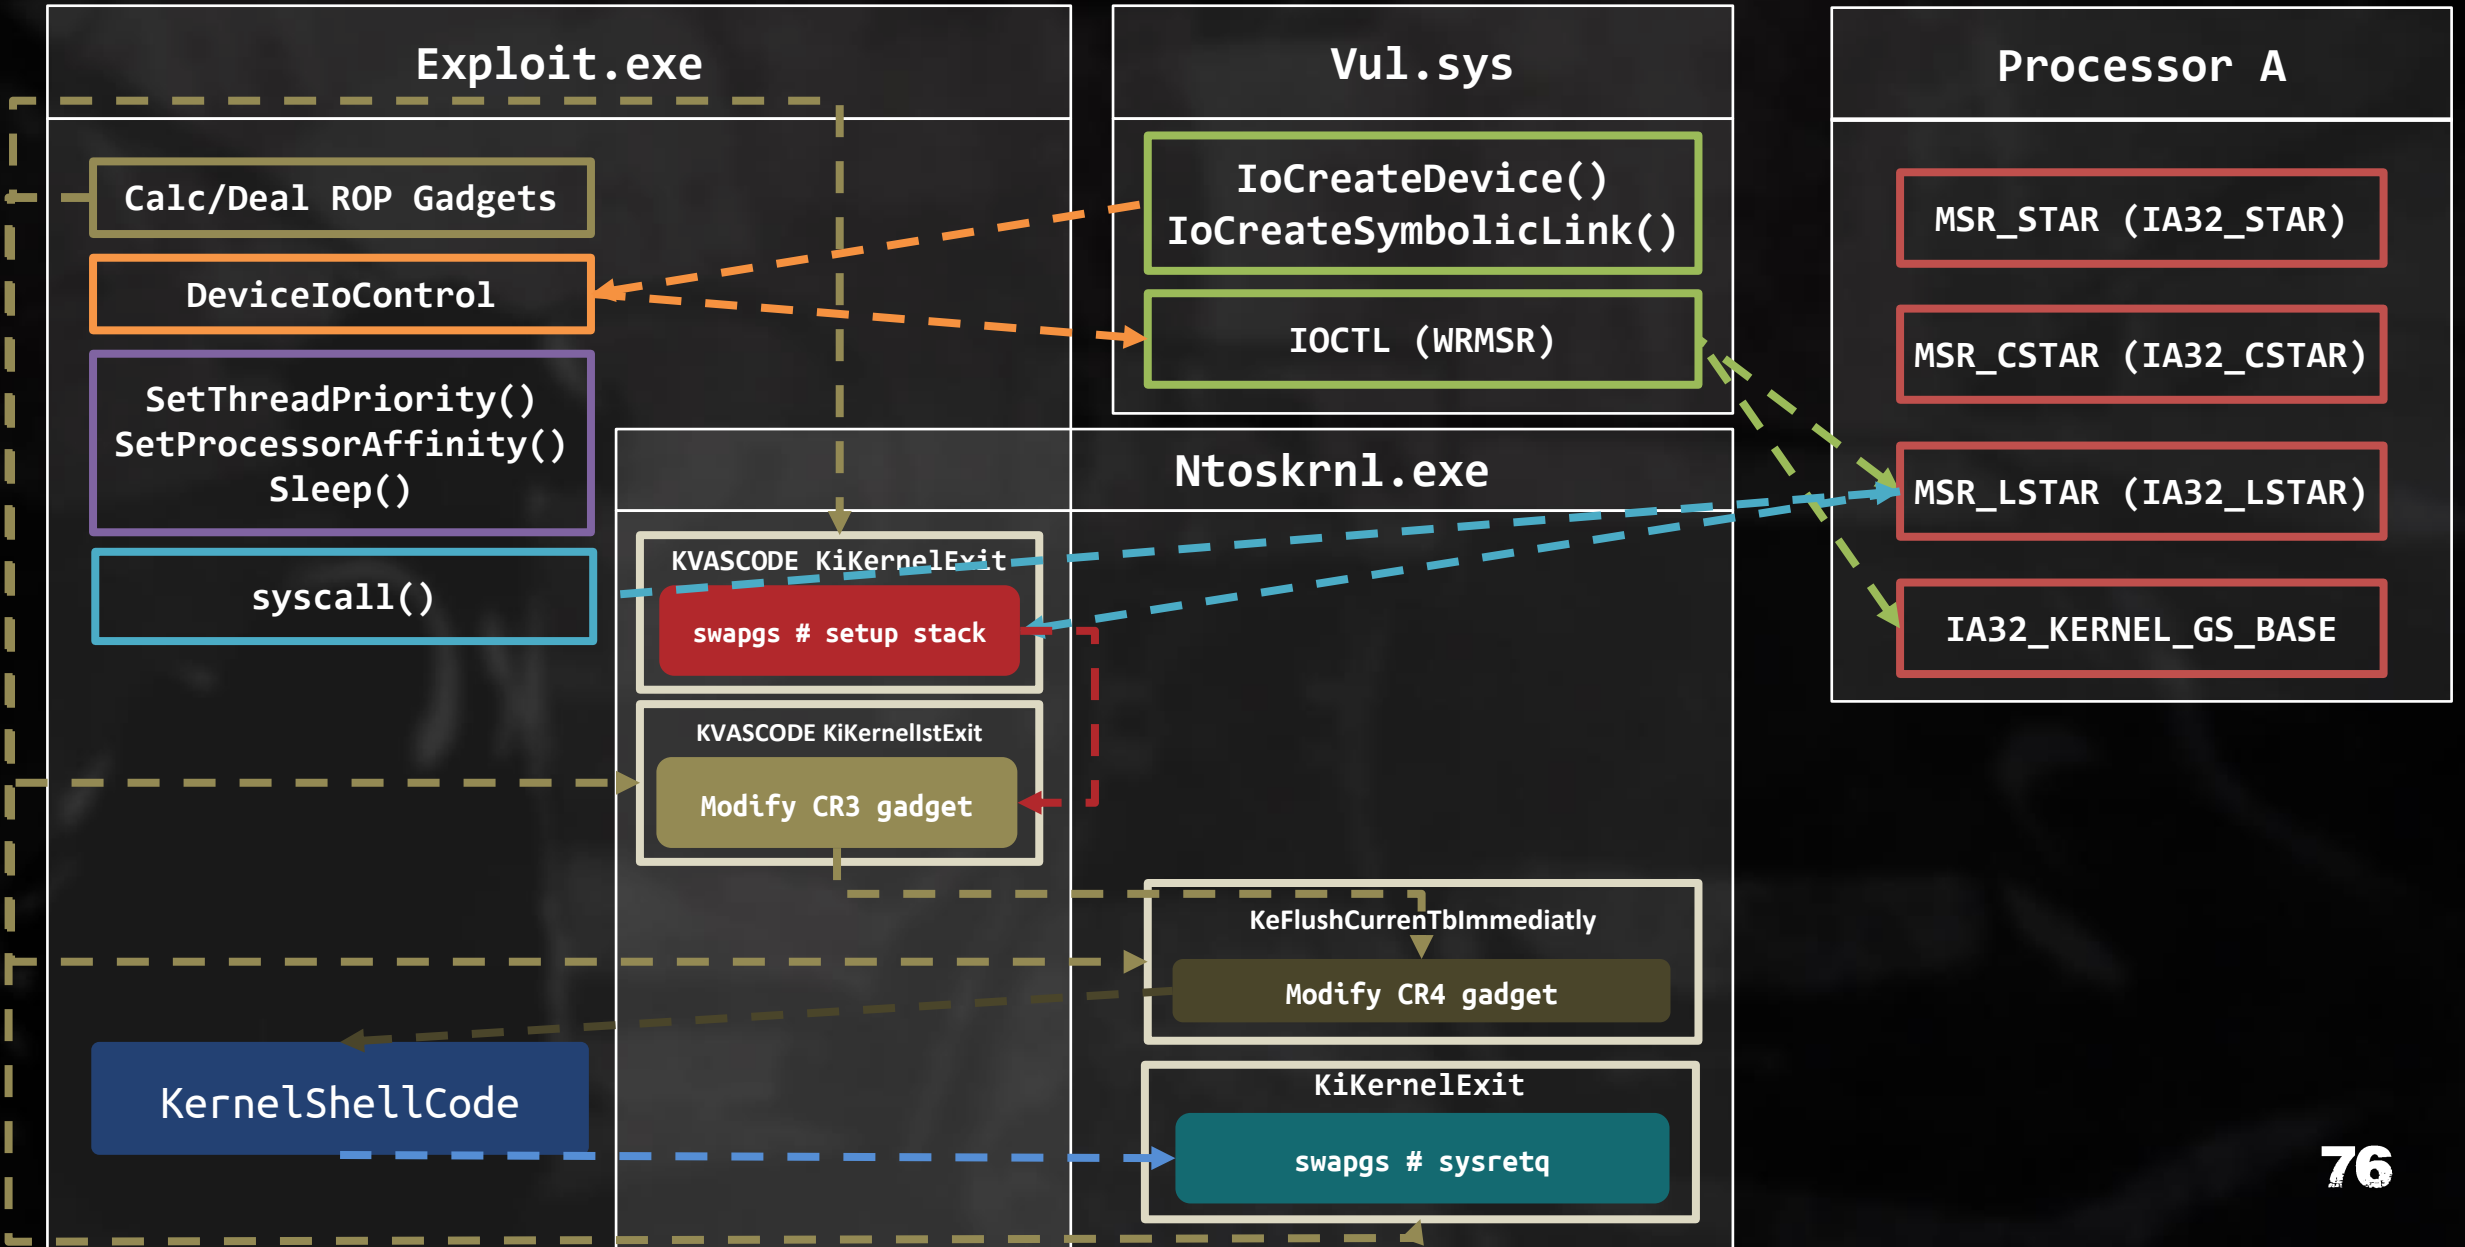 Exploit.exe
Calc/Deal ROP Gadgets
DeviceIoControl
SetThreadPriority()
SetProcessorAffinity()
Sleep()
syscall()
KernelShellCode
Vul.sys
IoCreateDevice()
IoCreateSymbolicLink()
IOCTL (WRMSR)
Ntoskrnl.exe
KVASCODE KiKernelExit
swapgs # setup stack
KVASCODE KiKernelIstExit
Modify CR3 gadget
KeFlushCurrenTbImmediatly
Modify CR4 gadget
KiKernelExit
swapgs # sysretq
Processor A
MSR_STAR (IA32_STAR)
MSR_CSTAR (IA32_CSTAR)
MSR_LSTAR (IA32_LSTAR)
IA32_KERNEL_GS_BASE
76